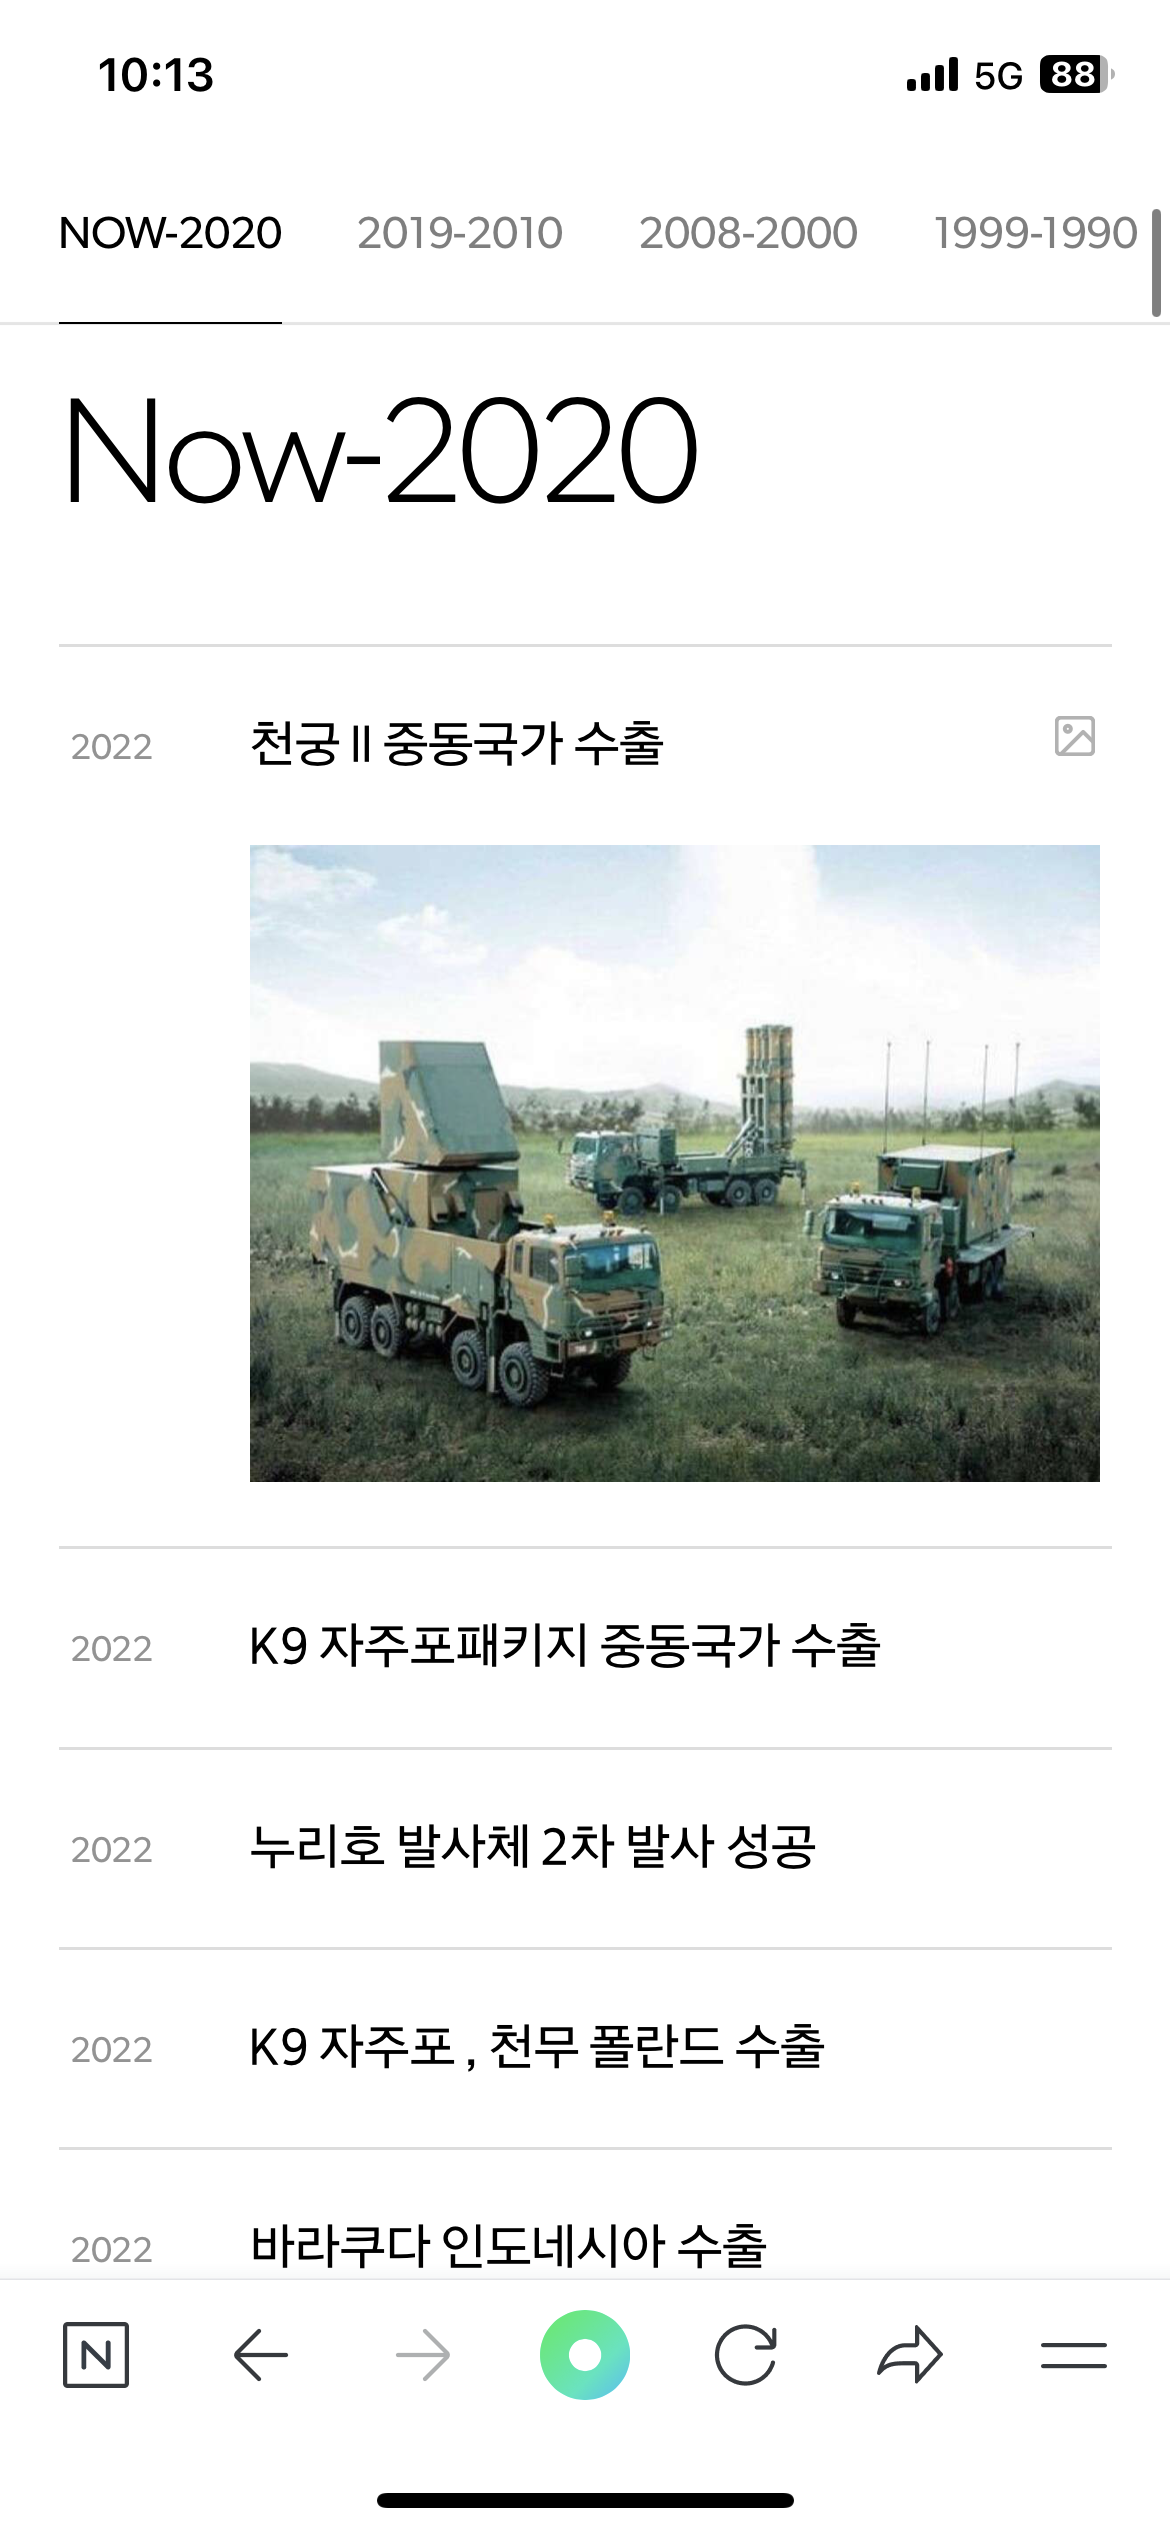 10:13
5G 88
NOW-2020 2019-2010 2008-2000 1999-1990
Now-2020
2022 천궁 II 중동국가 수출
2022 K9 자주포패키지 중동국가 수출
2022 누리호 발사체 2차 발사 성공
2022 K9 자주포 , 천무 폴란드 수출
2022 바라쿠다 인도네시아 수출
N